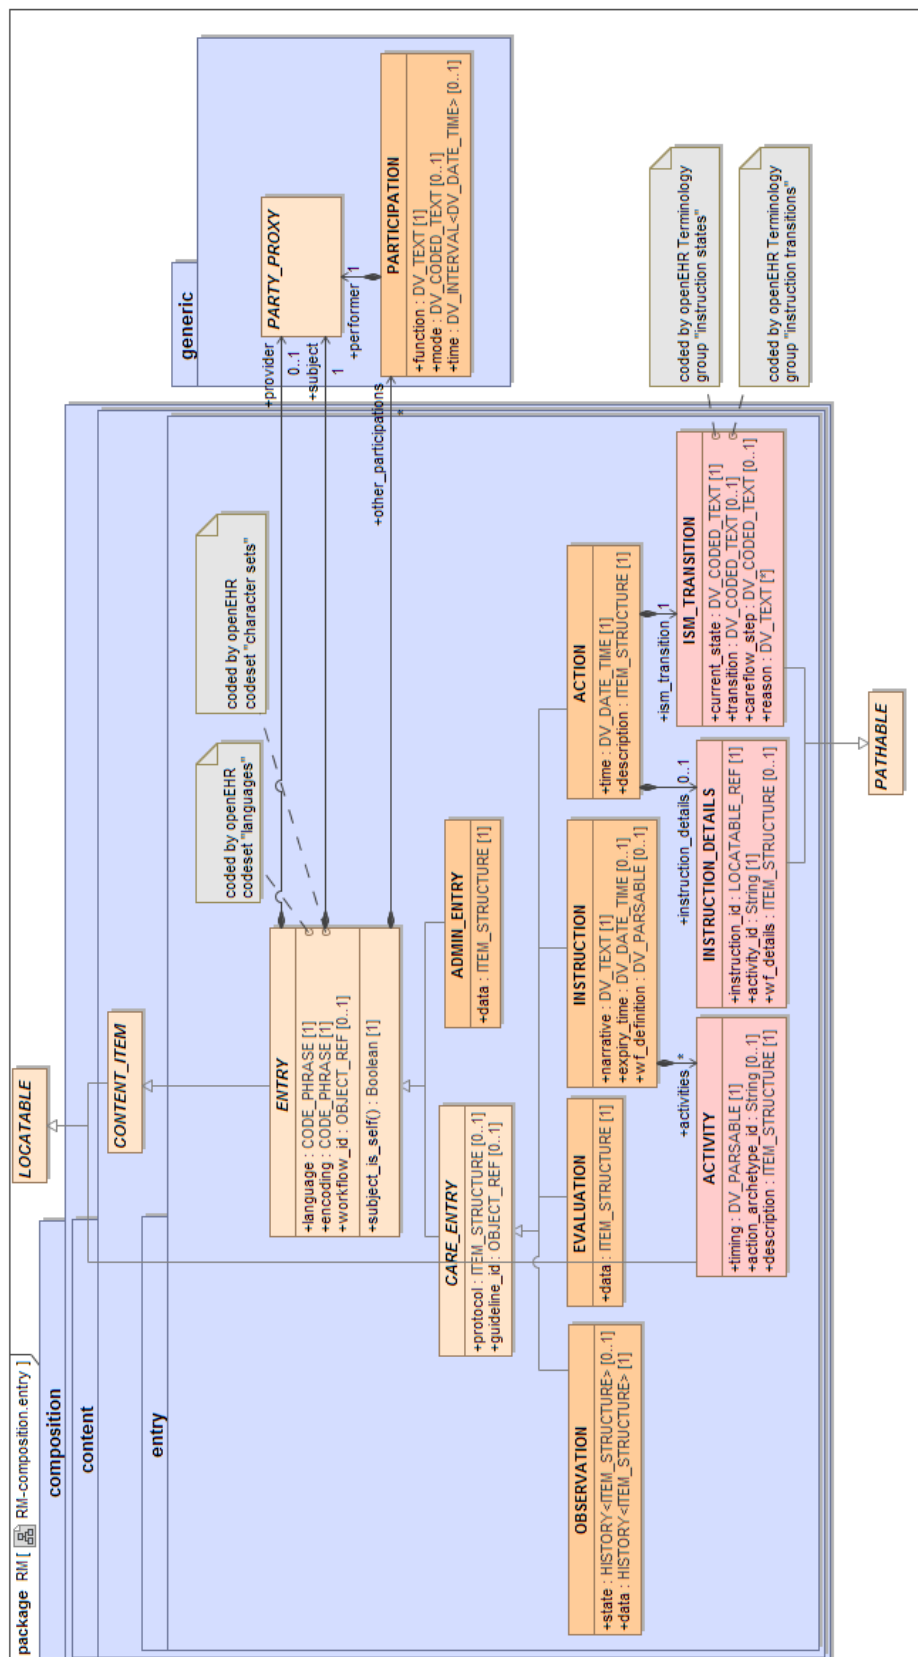 package RM [ RM-composition.entry ]
composition
content
entry
LOCATABLE
CONTENT_ITEM
ENTRY
+language : CODE_PHRASE [1]
+encoding : CODE_PHRASE [1]
+workflow_id : OBJECT_REF [0..1]
+subject_is_self() : Boolean [1]
coded by openEHR
codeset "languages"
coded by openEHR
codeset "character sets"
generic
PARTY_PROXY
+provider
0..1
+subject
1
+performer
1
PARTICIPATION
+function : DV_TEXT [1]
+mode : DV_CODED_TEXT [0..1]
+time : DV_INTERVAL<DV_DATE_TIME> [0..1]
+other_participations
*
CARE_ENTRY
+protocol : ITEM_STRUCTURE [0..1]
+guideline_id : OBJECT_REF [0..1]
ADMIN_ENTRY
+data : ITEM_STRUCTURE [1]
OBSERVATION
+state : HISTORY<ITEM_STRUCTURE> [0..1]
+data : HISTORY<ITEM_STRUCTURE> [1]
EVALUATION
+data : ITEM_STRUCTURE [1]
INSTRUCTION
+narrative : DV_TEXT [1]
+expiry_time : DV_DATE_TIME [0..1]
+wf_definition : DV_PARSABLE [0..1]
ACTION
+time : DV_DATE_TIME [1]
+description : ITEM_STRUCTURE [1]
+activities
*
+instruction_details
0..1
+ism_transition
1
ACTIVITY
+timing : DV_PARSABLE [1]
+action_archetype_id : String [0..1]
+description : ITEM_STRUCTURE [1]
INSTRUCTION_DETAILS
+instruction_id : LOCATABLE_REF [1]
+activity_id : String [1]
+wf_details : ITEM_STRUCTURE [0..1]
ISM_TRANSITION
+current_state : DV_CODED_TEXT [1]
+transition : DV_CODED_TEXT [0..1]
+careflow_step : DV_CODED_TEXT [0..1]
+reason : DV_TEXT [*]
coded by openEHR Terminology
group "instruction states"
coded by openEHR Terminology
group "instruction transitions"
PATHABLE